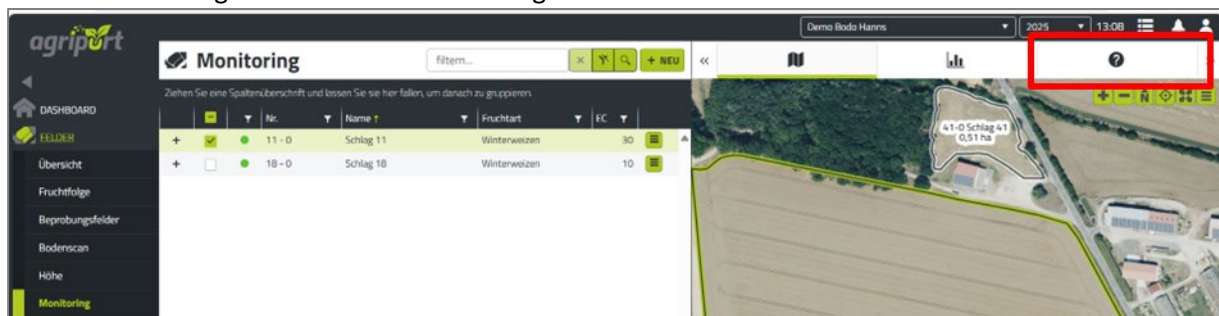 agriport
Demo Bodo Hanns
2025
13:08
Monitoring
filtern...
+ NEU
Ziehen Sie eine Spaltenüberschrift und lassen Sie sie hier fallen, um danach zu gruppieren.
DASHBOARD
FELDER
Nr.
Name ↑
Fruchtart
EC
+ 11 - 0 Schlag 11 Winterweizen 30
+ 18 - 0 Schlag 18 Winterweizen 10
Übersicht
Fruchtfolge
Beprobungsfelder
Bodenscan
Höhe
Monitoring
41-0 Schlag 41
0,51 ha